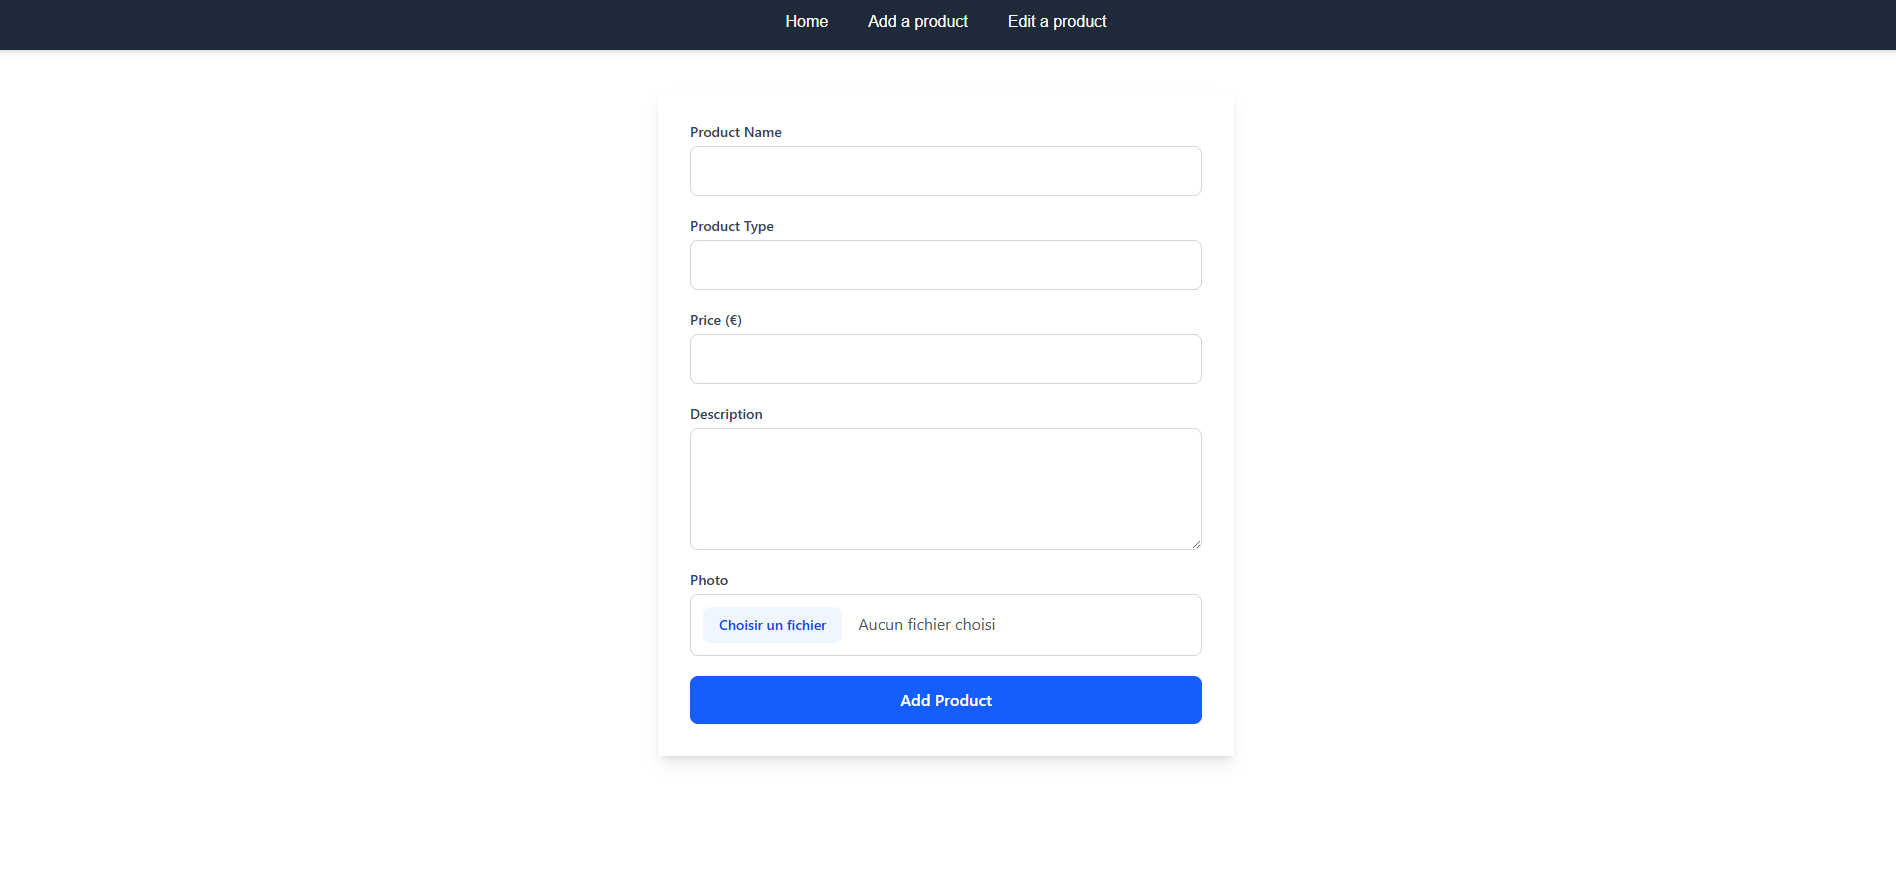 Home Add a product Edit a product
Product Name
Product Type
Price (€)
Description
Photo
Choisir un fichier Aucun fichier choisi
Add Product